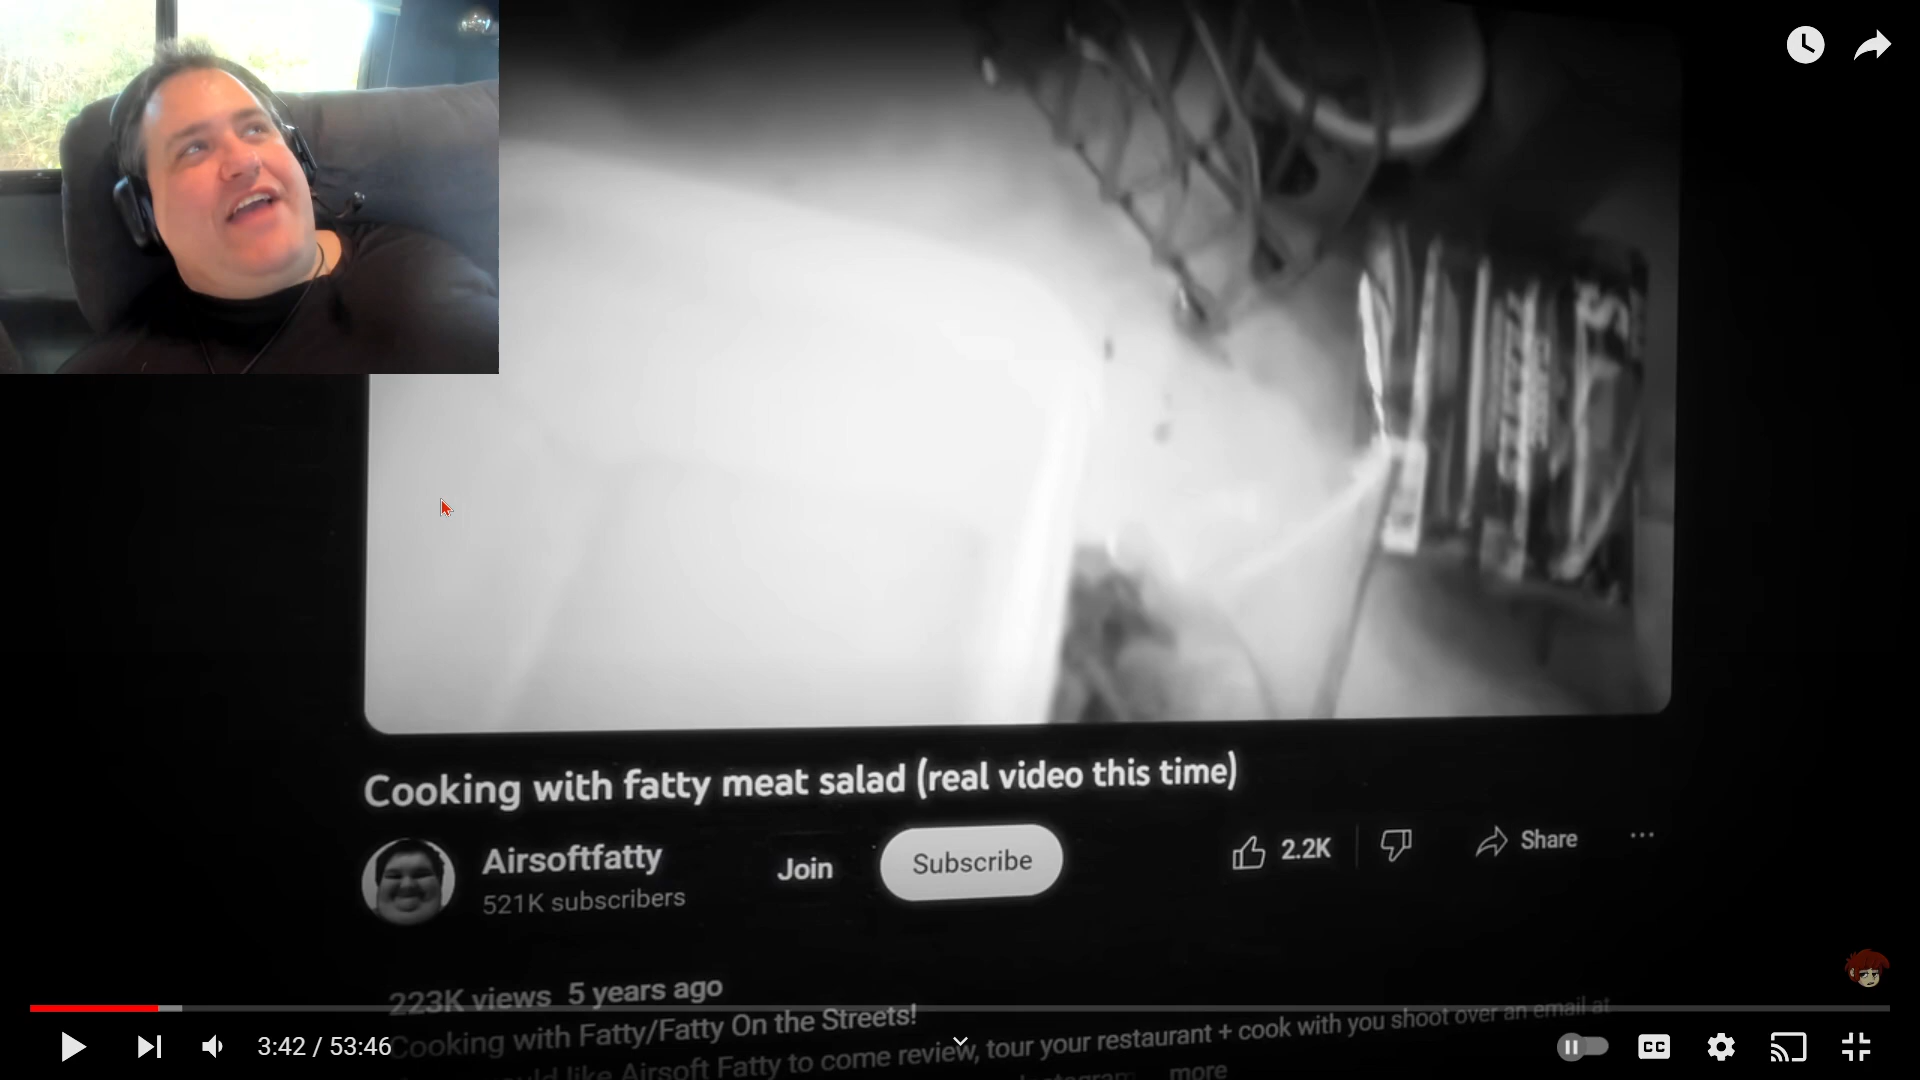 Cooking with fatty meat salad (real video this time)
Airsoftfatty
521K subscribers
Join
Subscribe
2.2K
Share
...
223K views 5 years ago
Cooking with Fatty/Fatty On the Streets!
like Airsoft Fatty to come review, tour your restaurant + cook with you shoot over an email at
more
3:42 / 53:46
CC